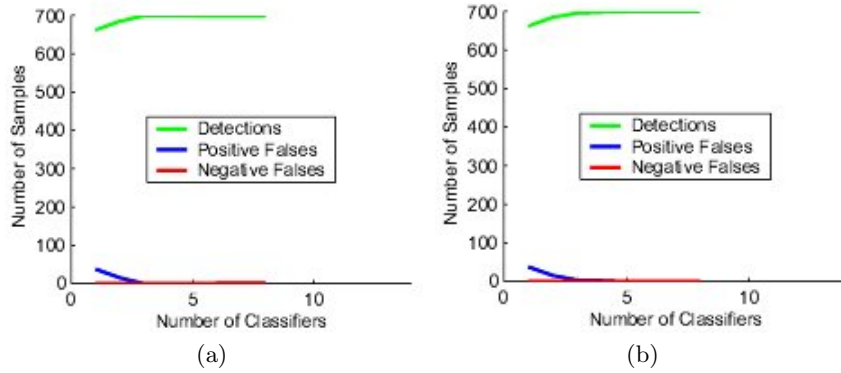 700
600
500
400
300
200
100
0
Number of Samples
Detections
Positive Falses
Negative Falses
0
5
10
Number of Classifiers
(a)
700
600
500
400
300
200
100
0
Number of Samples
Detections
Positive Falses
Negative Falses
0
5
10
Number of Classifiers
(b)